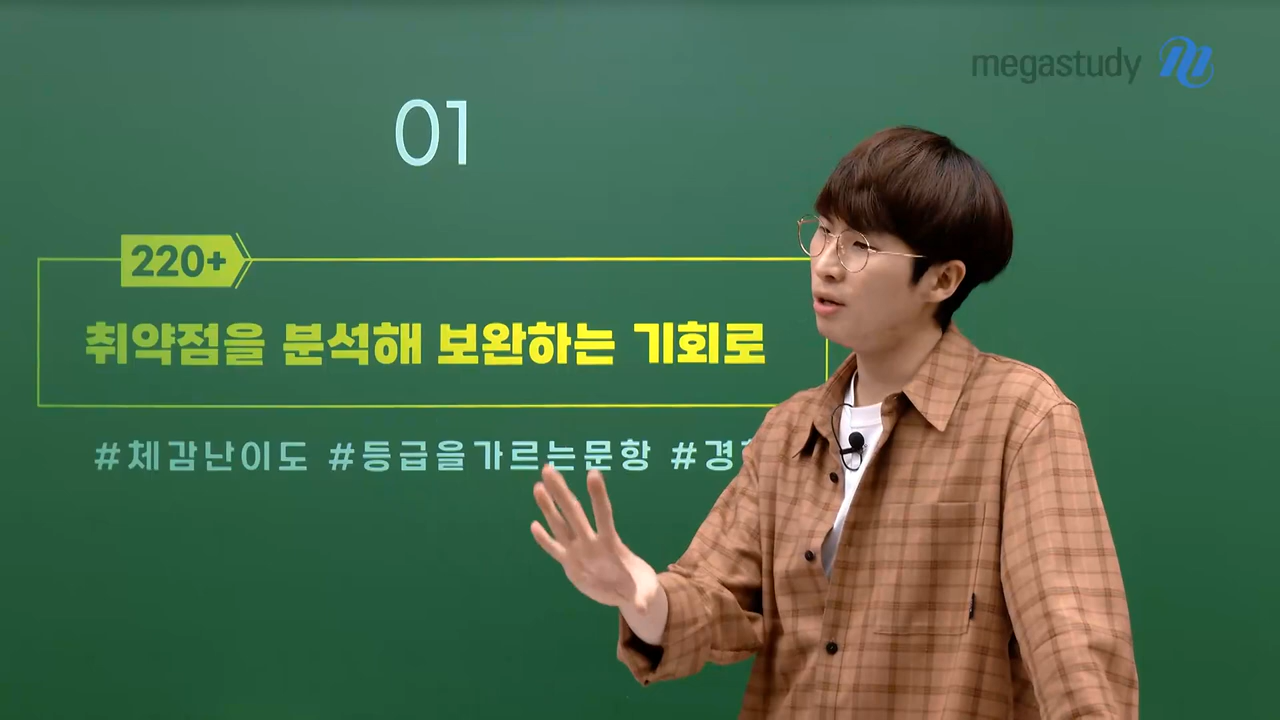 megastudy
01
220+
취약점을 분석해 보완하는 기회로
#체감난이도 #등급을가르는문항